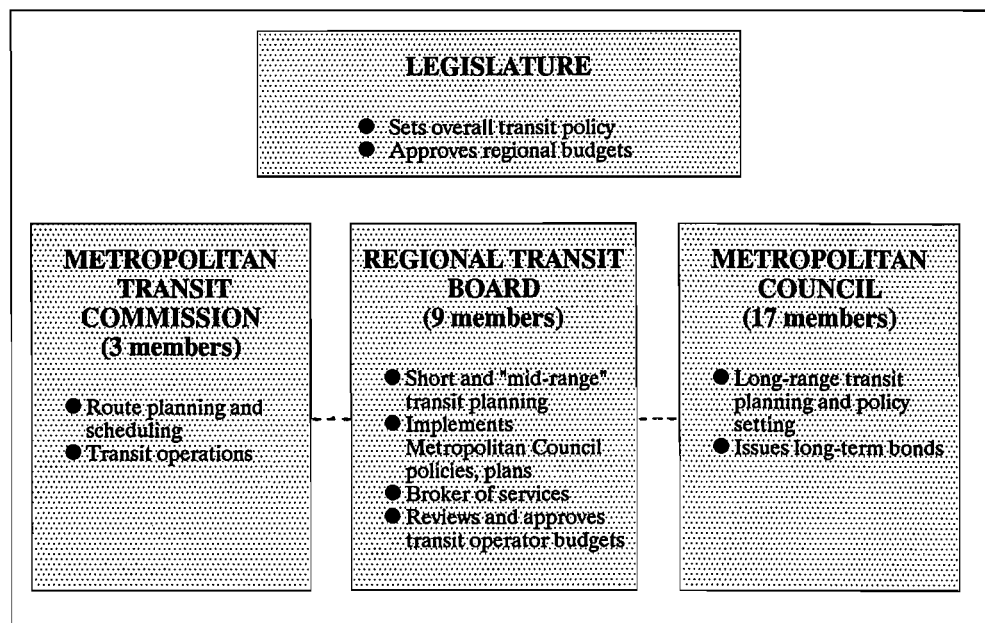 LEGISLATURE
● Sets overall transit policy
● Approves regional budgets
METROPOLITAN
TRANSIT
COMMISSION
(3 members)
● Route planning and
scheduling
● Transit operations
REGIONAL TRANSIT
BOARD
(9 members)
● Short and "mid-range"
transit planning
● Implements
Metropolitan Council
policies, plans
● Broker of services
● Reviews and approves
transit operator budgets
METROPOLITAN
COUNCIL
(17 members)
● Long-range transit
planning and policy
setting
● Issues long-term bonds